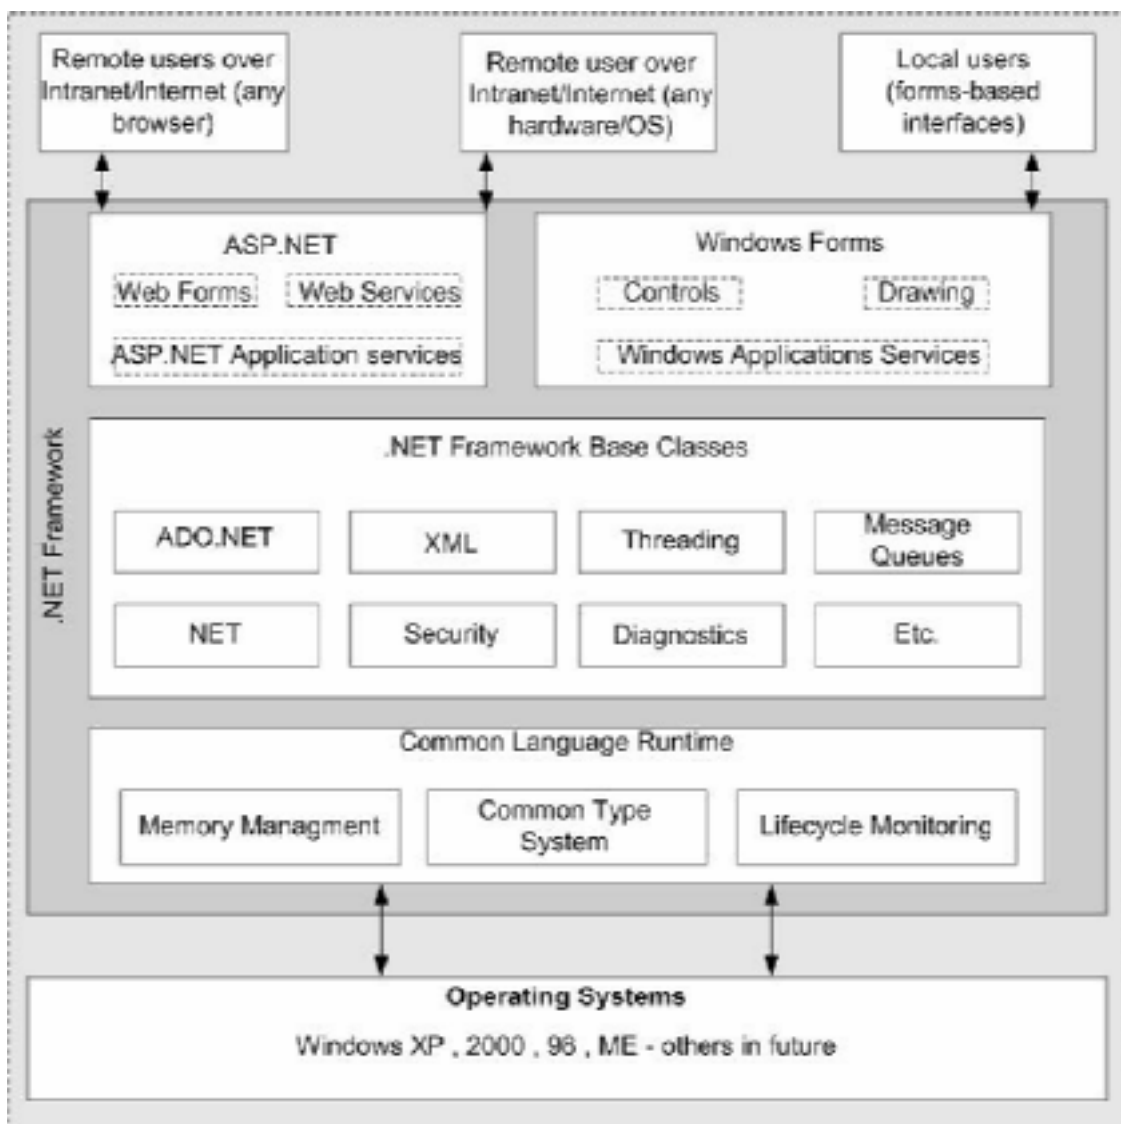 Remote users over
Intranet/Internet (any
browser)
Remote user over
Intranet/Internet (any
hardware/OS)
Local users
(forms-based
interfaces)
ASP.NET
Web Forms
Web Services
ASP.NET Application services
Windows Forms
Controls
Drawing
Windows Applications Services
.NET Framework
.NET Framework Base Classes
ADO.NET
XML
Threading
Message
Queues
NET
Security
Diagnostics
Etc.
Common Language Runtime
Memory Managment
Common Type
System
Lifecycle Monitoring
Operating Systems
Windows XP , 2000 , 98 , ME - others in future